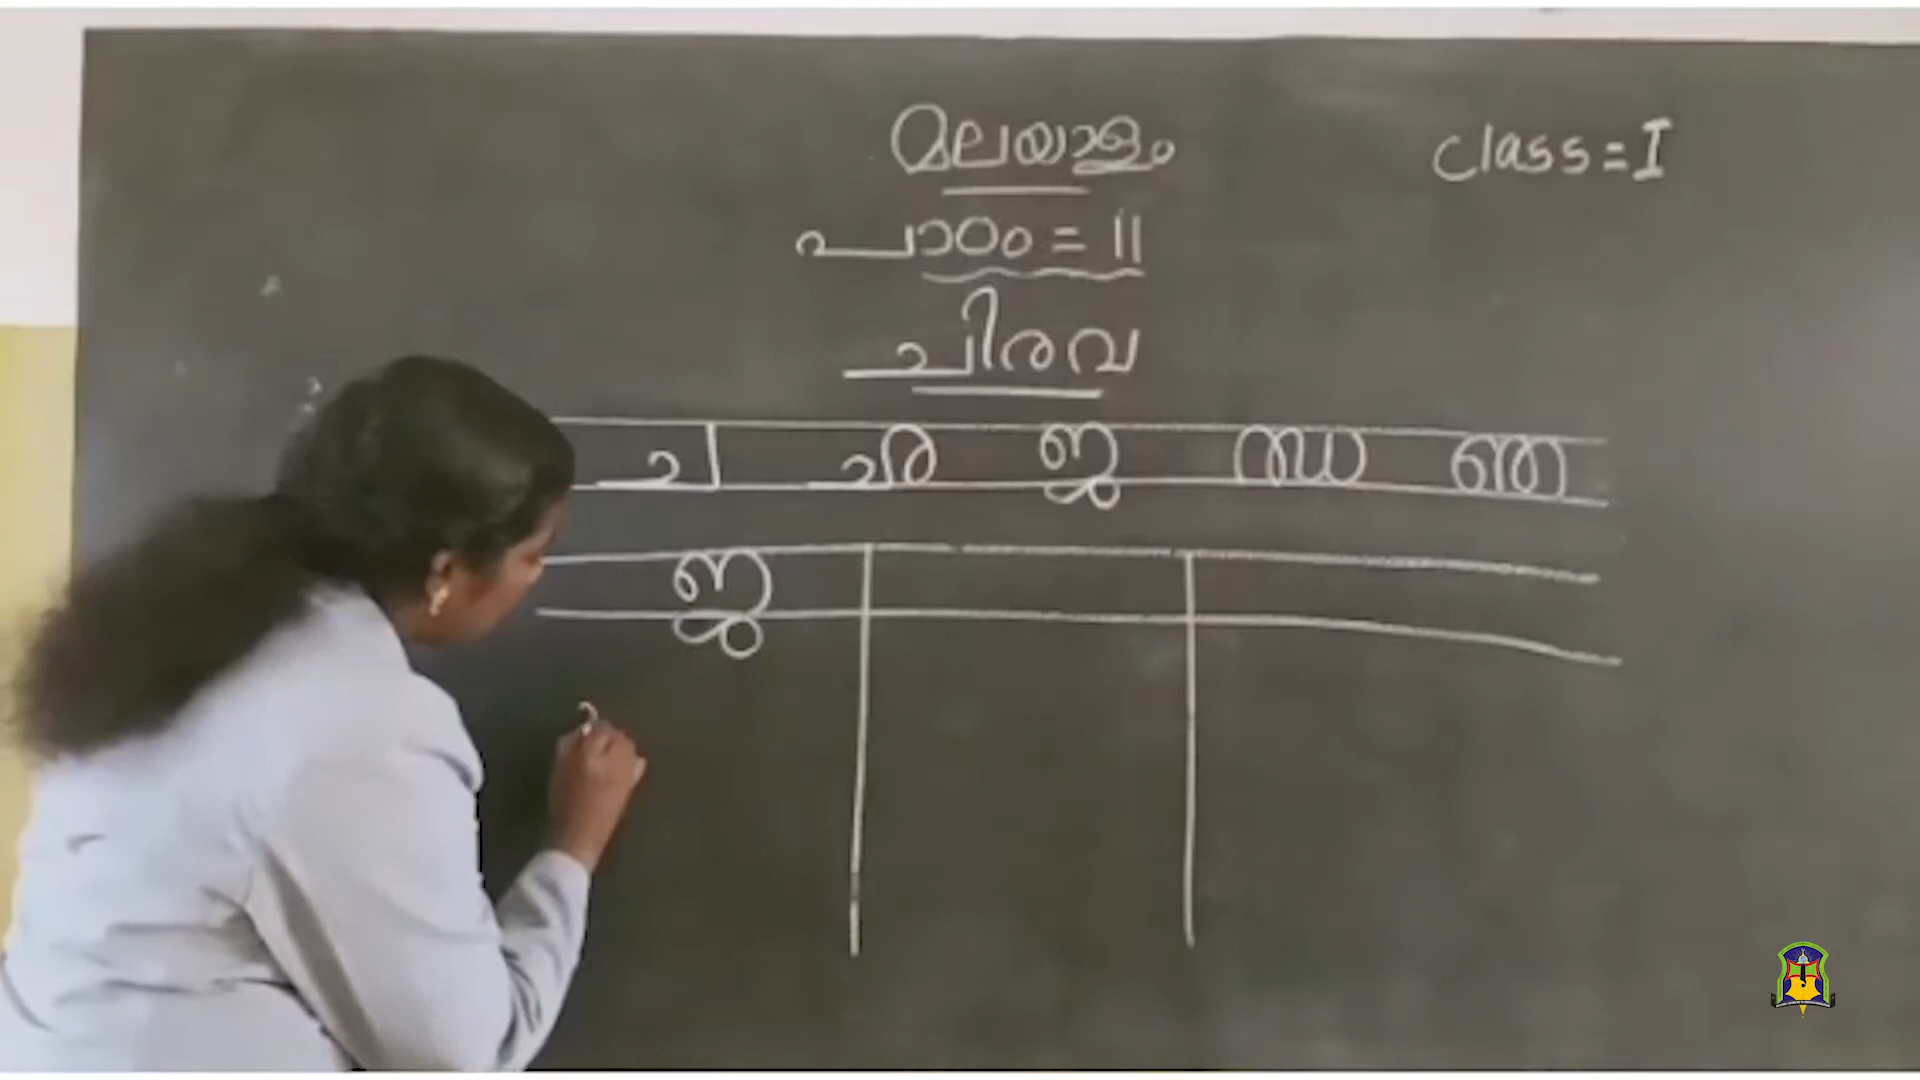 മലയാളം
class = I
പാഠം = 11
ചിരവ
ച ഛ ജ ഝ ഞ
ജ